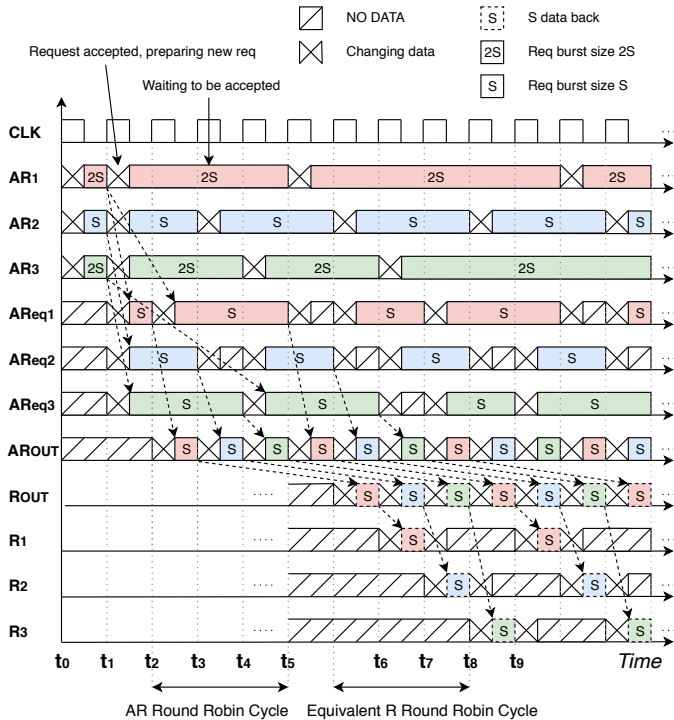 NO DATA
S
S data back
Request accepted, preparing new req
Changing data
2S
Req burst size 2S
Waiting to be accepted
S
Req burst size S
CLK
AR1 2S 2S 2S 2S
AR2 S S S S S S
AR3 2S 2S 2S 2S
AReq1 S S S S S
AReq2 S S S S
AReq3 S S S S
AROUT S S S S S S S S S S S
ROUT S S S S S S S
R1 S S
R2 S S
R3 S S
t0 t1 t2 t3 t4 t5 t6 t7 t8 t9 Time
AR Round Robin Cycle Equivalent R Round Robin Cycle